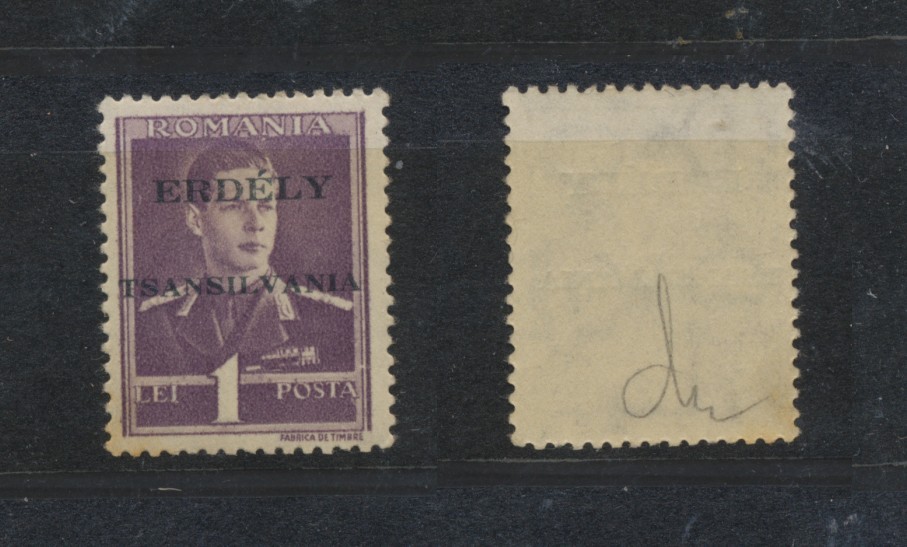 ROMANIA
ERDÉLY
TSANSILVANIA
LEI 1 POSTA
FABRICA DE TIMBRE